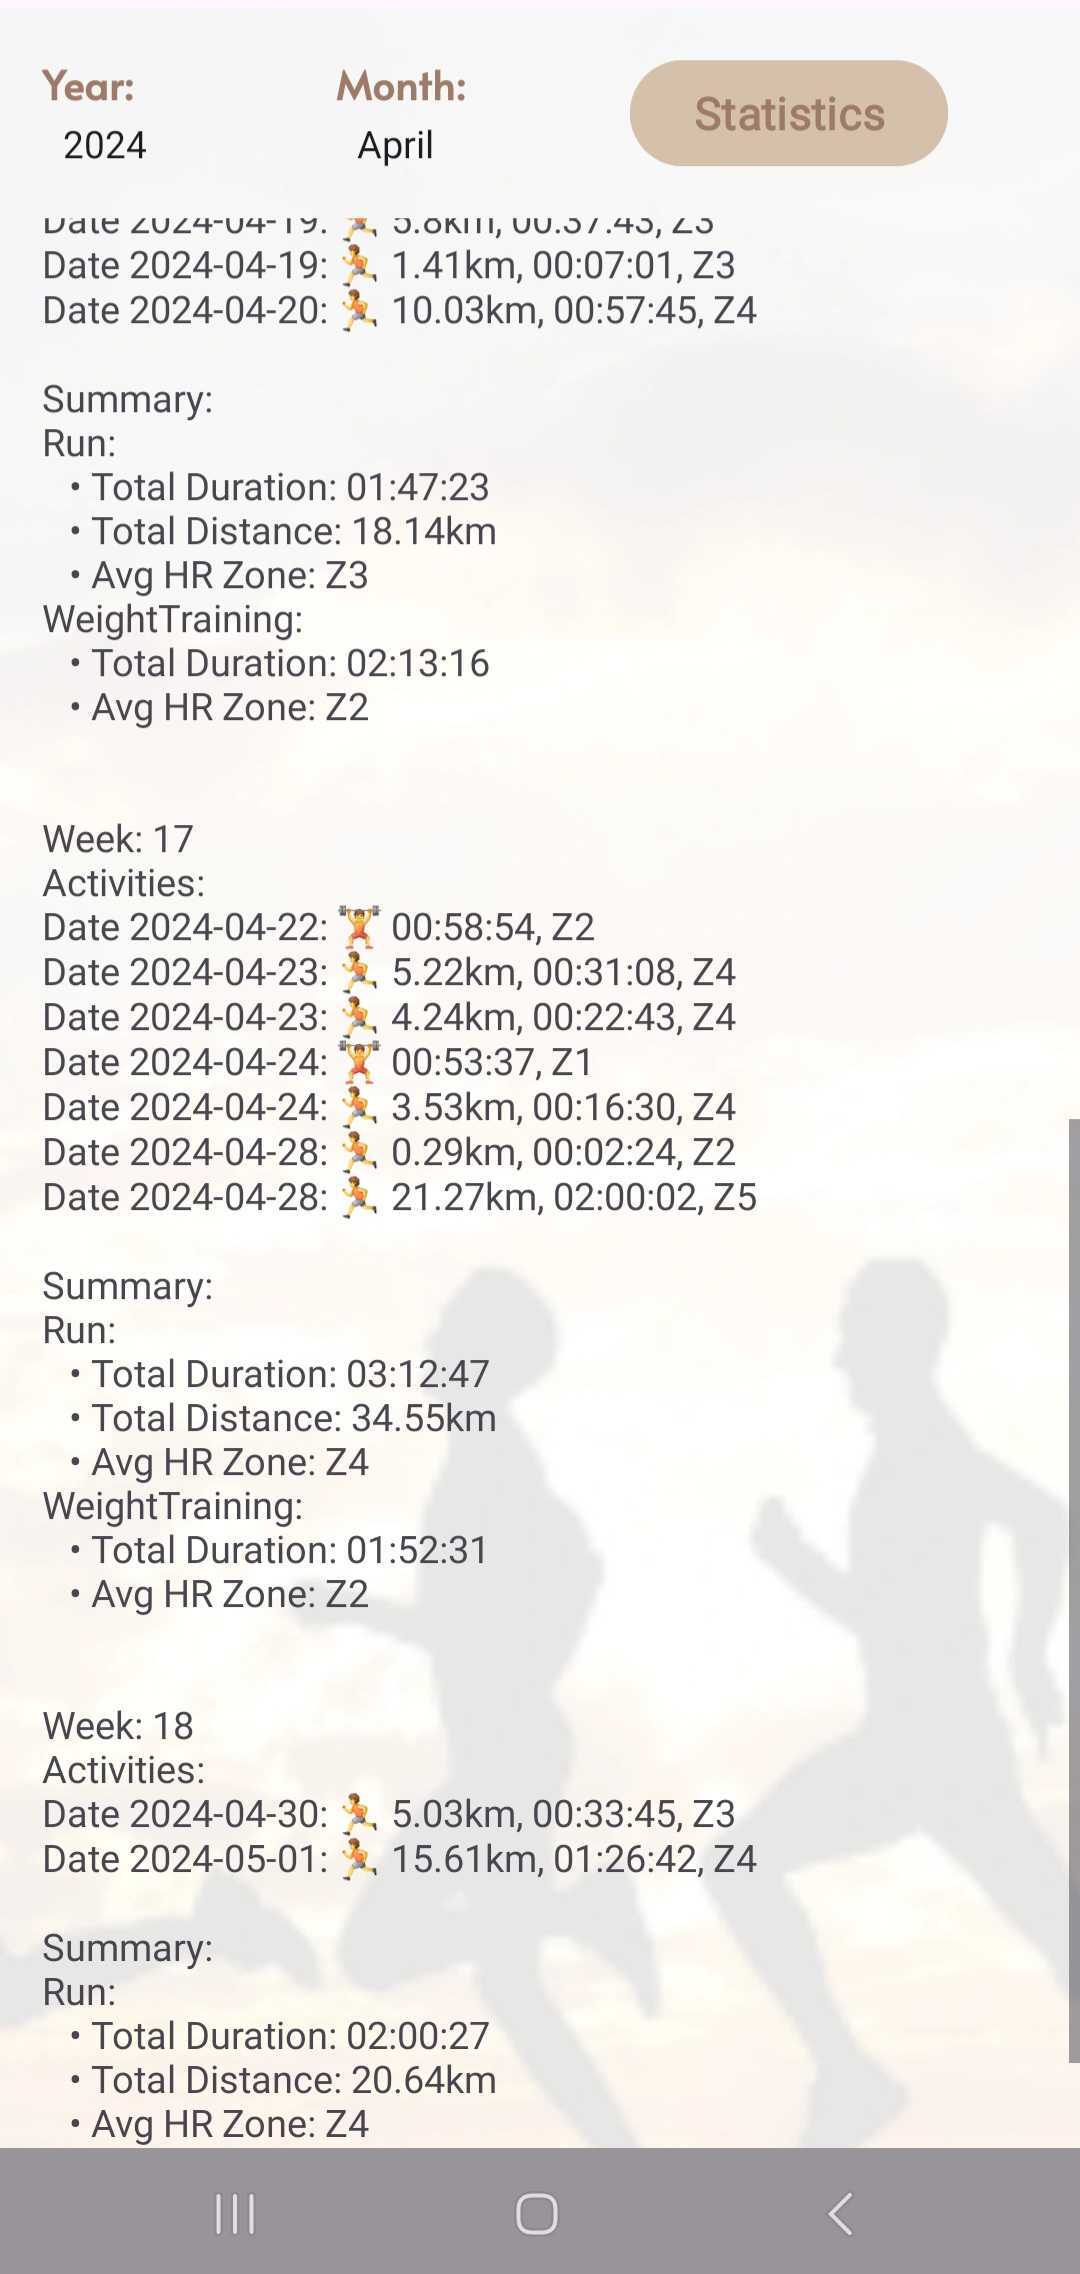 Year:
Month:
Statistics
2024
April
Date 2024-04-19: 🏃 5.8km, 00:37:43, Z3
Date 2024-04-19: 🏃 1.41km, 00:07:01, Z3
Date 2024-04-20: 🏃 10.03km, 00:57:45, Z4
Summary:
Run:
• Total Duration: 01:47:23
• Total Distance: 18.14km
• Avg HR Zone: Z3
WeightTraining:
• Total Duration: 02:13:16
• Avg HR Zone: Z2
Week: 17
Activities:
Date 2024-04-22: 🏋 00:58:54, Z2
Date 2024-04-23: 🏃 5.22km, 00:31:08, Z4
Date 2024-04-23: 🏃 4.24km, 00:22:43, Z4
Date 2024-04-24: 🏋 00:53:37, Z1
Date 2024-04-24: 🏃 3.53km, 00:16:30, Z4
Date 2024-04-28: 🏃 0.29km, 00:02:24, Z2
Date 2024-04-28: 🏃 21.27km, 02:00:02, Z5
Summary:
Run:
• Total Duration: 03:12:47
• Total Distance: 34.55km
• Avg HR Zone: Z4
WeightTraining:
• Total Duration: 01:52:31
• Avg HR Zone: Z2
Week: 18
Activities:
Date 2024-04-30: 🏃 5.03km, 00:33:45, Z3
Date 2024-05-01: 🏃 15.61km, 01:26:42, Z4
Summary:
Run:
• Total Duration: 02:00:27
• Total Distance: 20.64km
• Avg HR Zone: Z4